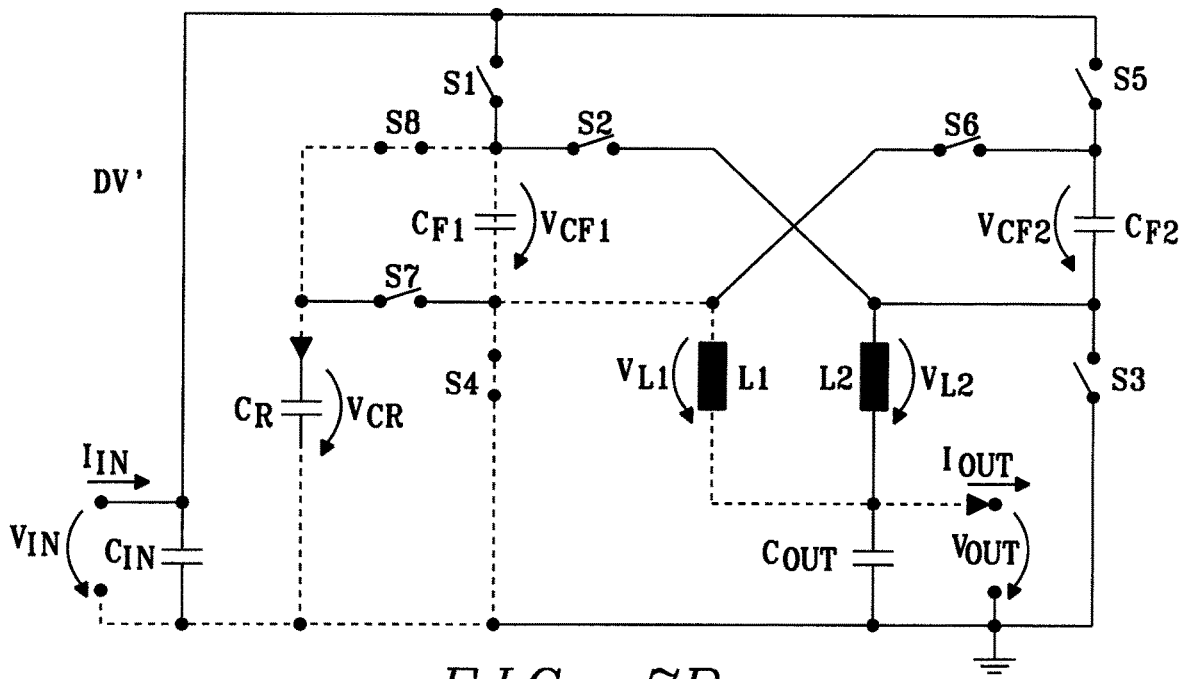 S1
S5
S8
S2
S6
DV'
CF1
VCF1
VCF2
CF2
S7
S4
VL1
L1
L2
VL2
S3
CR
VCR
IIN
IOUT
VIN
CIN
COUT
VOUT